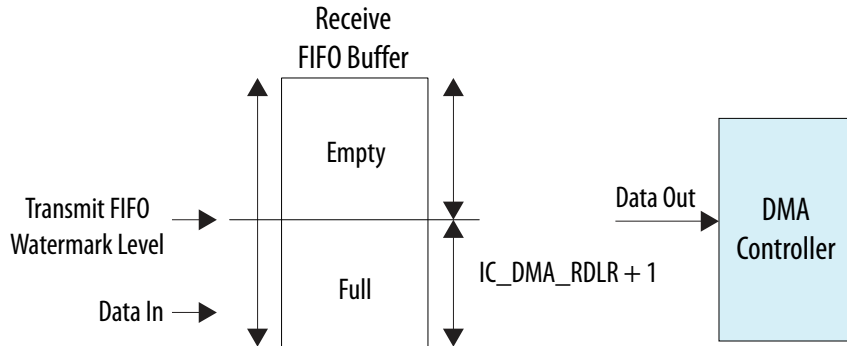 Receive
FIFO Buffer
Empty
Transmit FIFO
Watermark Level
Data Out
DMA
Controller
Full
IC_DMA_RDLR + 1
Data In